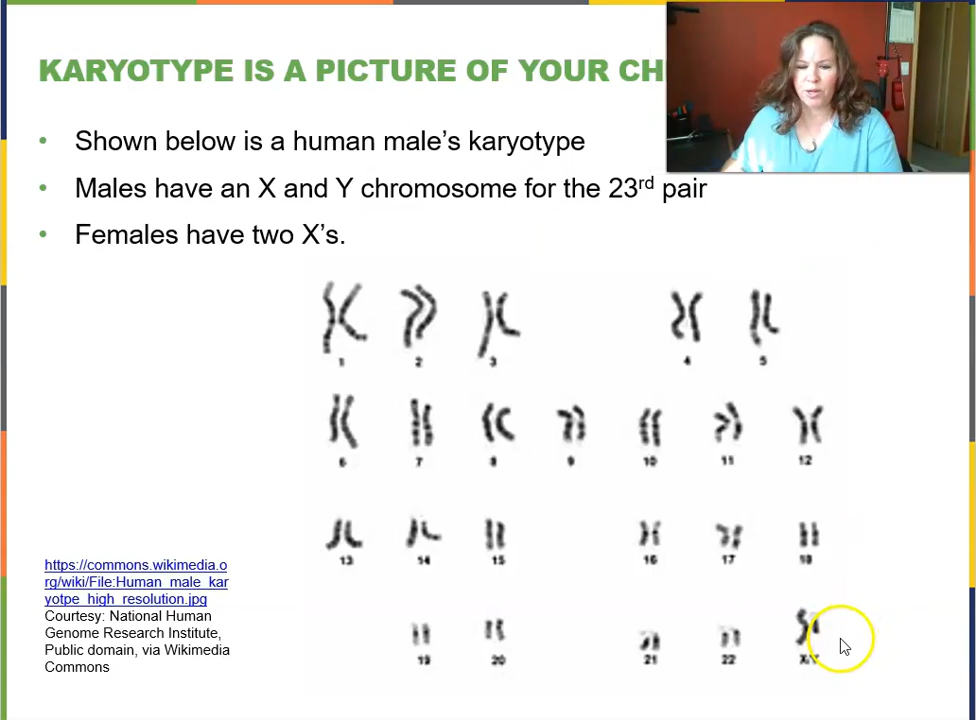 KARYOTYPE IS A PICTURE OF YOUR CH
• Shown below is a human male's karyotype
• Males have an X and Y chromosome for the 23rd pair
• Females have two X's.
1 2 3 4 5
6 7 8 9 10 11 12
13 14 15 16 17 18
19 20 21 22 X/Y
https://commons.wikimedia.o
rg/wiki/File:Human_male_kar
yotpe_high_resolution.jpg
Courtesy: National Human
Genome Research Institute,
Public domain, via Wikimedia
Commons